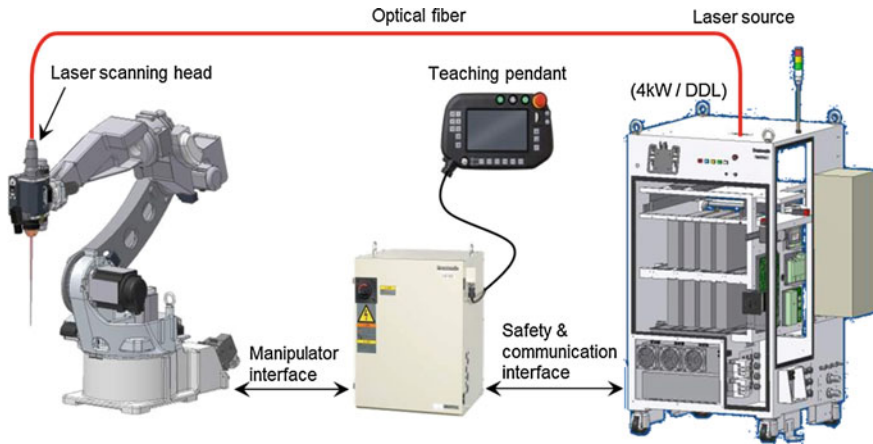 Optical fiber
Laser source
Laser scanning head
Teaching pendant
(4kW / DDL)
Manipulator
interface
Safety &
communication
interface